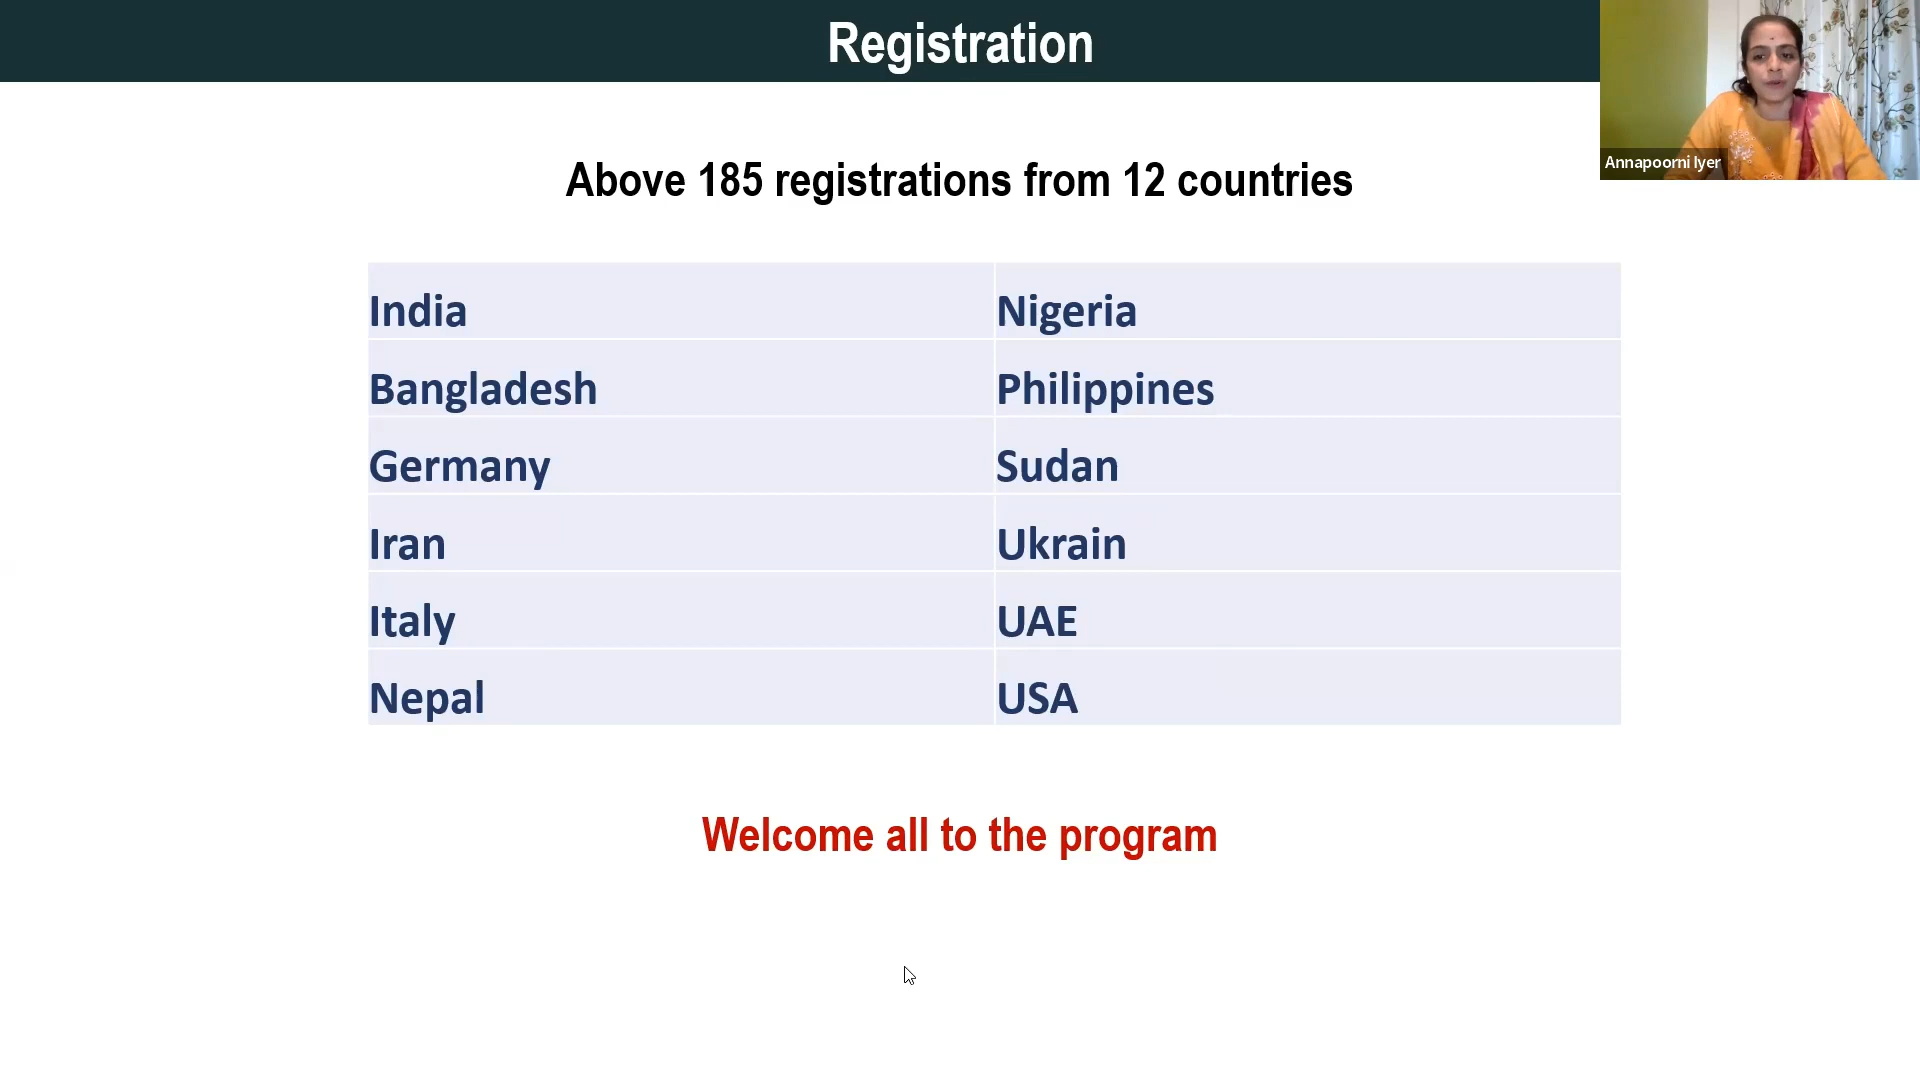 Registration
Annapoorni Iyer
Above 185 registrations from 12 countries
India Nigeria
Bangladesh Philippines
Germany Sudan
Iran Ukrain
Italy UAE
Nepal USA
Welcome all to the program